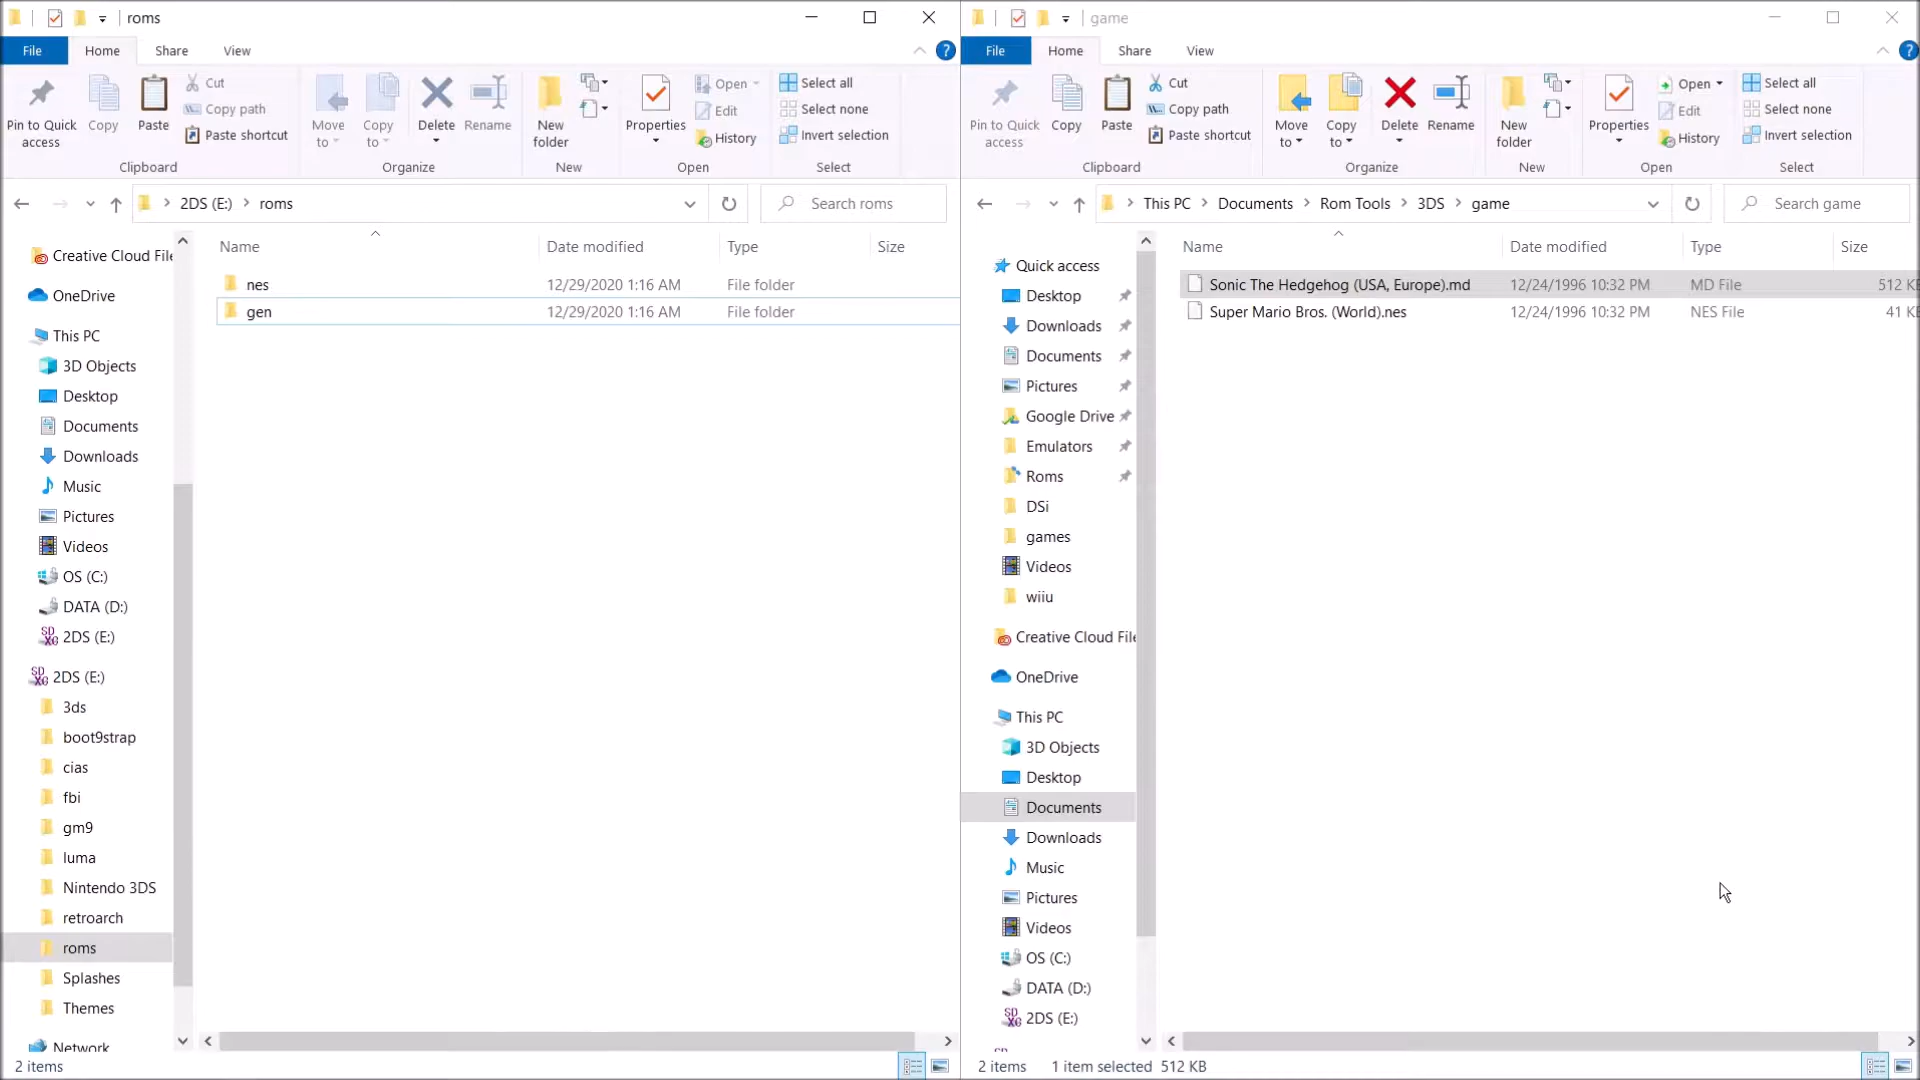 roms
File
Home
Share
View
?
Pin to Quick
access
Copy
Paste
Cut
Copy path
Paste shortcut
Move
to
Copy
to
Delete
Rename
New
folder
Properties
Open
Edit
History
Select all
Select none
Invert selection
Clipboard
Organize
New
Open
Select
2DS (E:) > roms
Search roms
Name
Date modified
Type
Size
nes
12/29/2020 1:16 AM
File folder
gen
12/29/2020 1:16 AM
File folder
Creative Cloud File
OneDrive
This PC
3D Objects
Desktop
Documents
Downloads
Music
Pictures
Videos
OS (C:)
DATA (D:)
2DS (E:)
2DS (E:)
3ds
boot9strap
cias
fbi
gm9
luma
Nintendo 3DS
retroarch
roms
Splashes
Themes
Network
2 items
game
File
Home
Share
View
?
Pin to Quick
access
Copy
Paste
Cut
Copy path
Paste shortcut
Move
to
Copy
to
Delete
Rename
New
folder
Properties
Open
Edit
History
Select all
Select none
Invert selection
Clipboard
Organize
New
Open
Select
This PC > Documents > Rom Tools > 3DS > game
Search game
Name
Date modified
Type
Size
Sonic The Hedgehog (USA, Europe).md
12/24/1996 10:32 PM
MD File
512 K
Super Mario Bros. (World).nes
12/24/1996 10:32 PM
NES File
41 K
Quick access
Desktop
Downloads
Documents
Pictures
Google Drive
Emulators
Roms
DSi
games
Videos
wiiu
Creative Cloud File
OneDrive
This PC
3D Objects
Desktop
Documents
Downloads
Music
Pictures
Videos
OS (C:)
DATA (D:)
2DS (E:)
2 items
1 item selected 512 KB